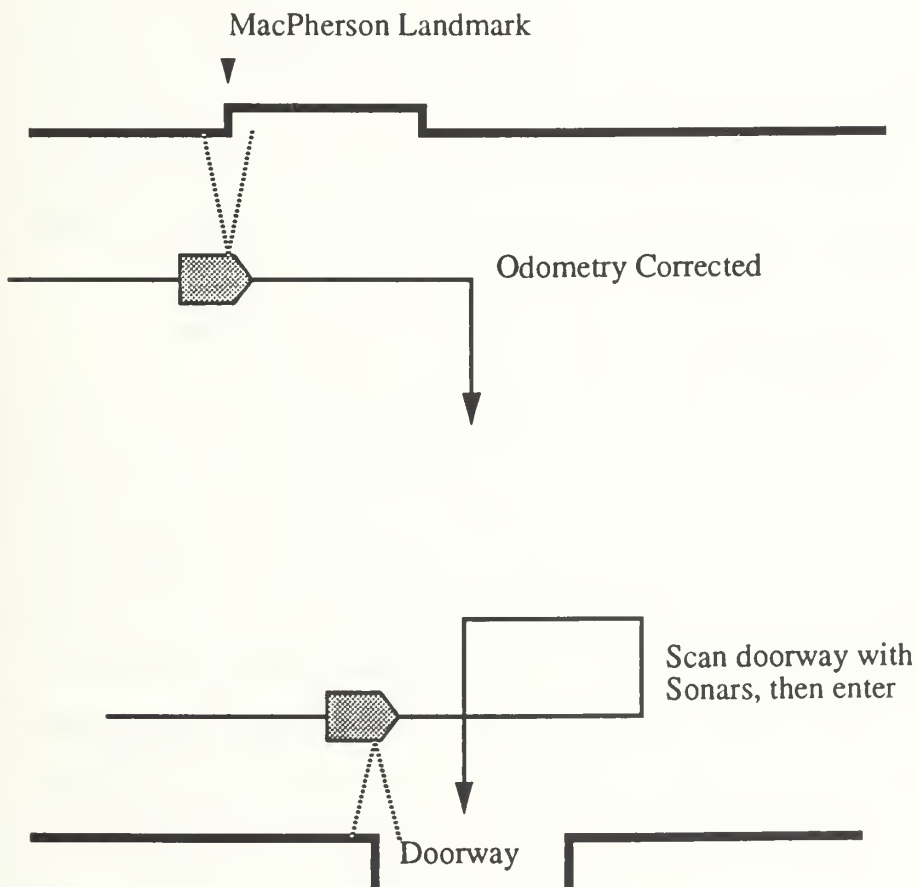 MacPherson Landmark
Odometry Corrected
Scan doorway with
Sonars, then enter
Doorway